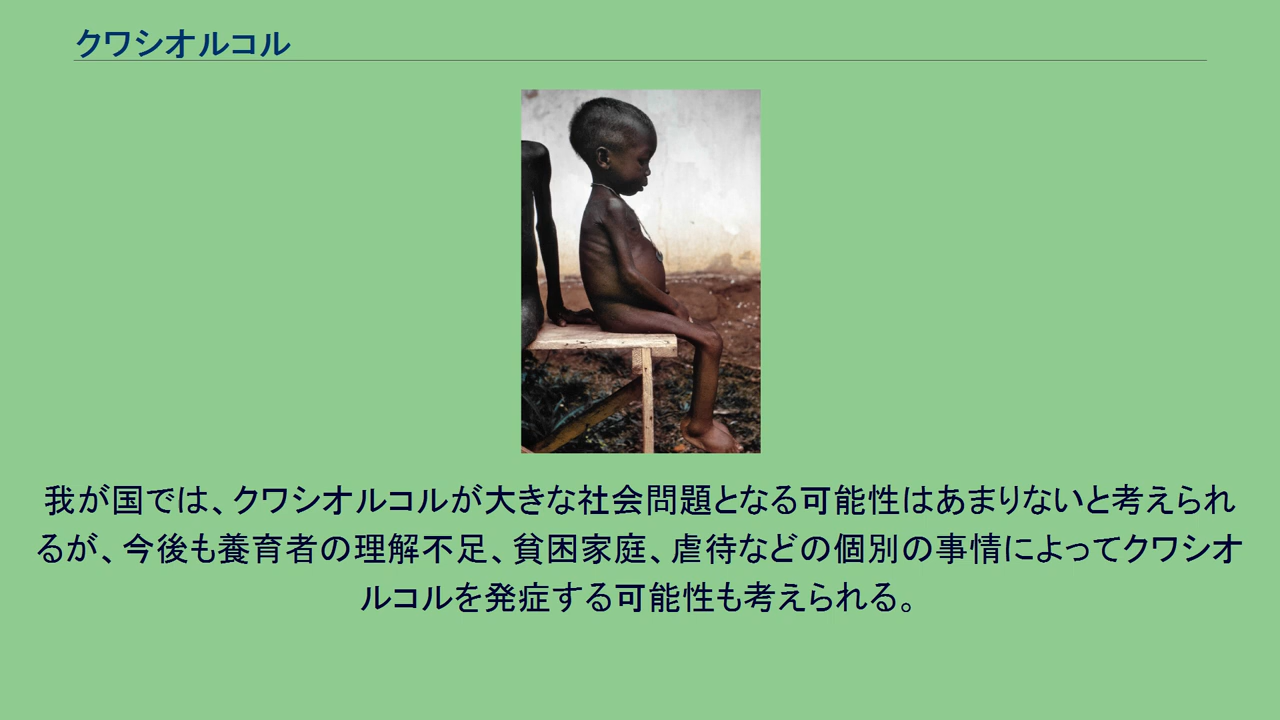 クワシオルコル
我が国では、クワシオルコルが大きな社会問題となる可能性はあまりないと考えられ
るが、今後も養育者の理解不足、貧困家庭、虐待などの個別の事情によってクワシオ
ルコルを発症する可能性も考えられる。